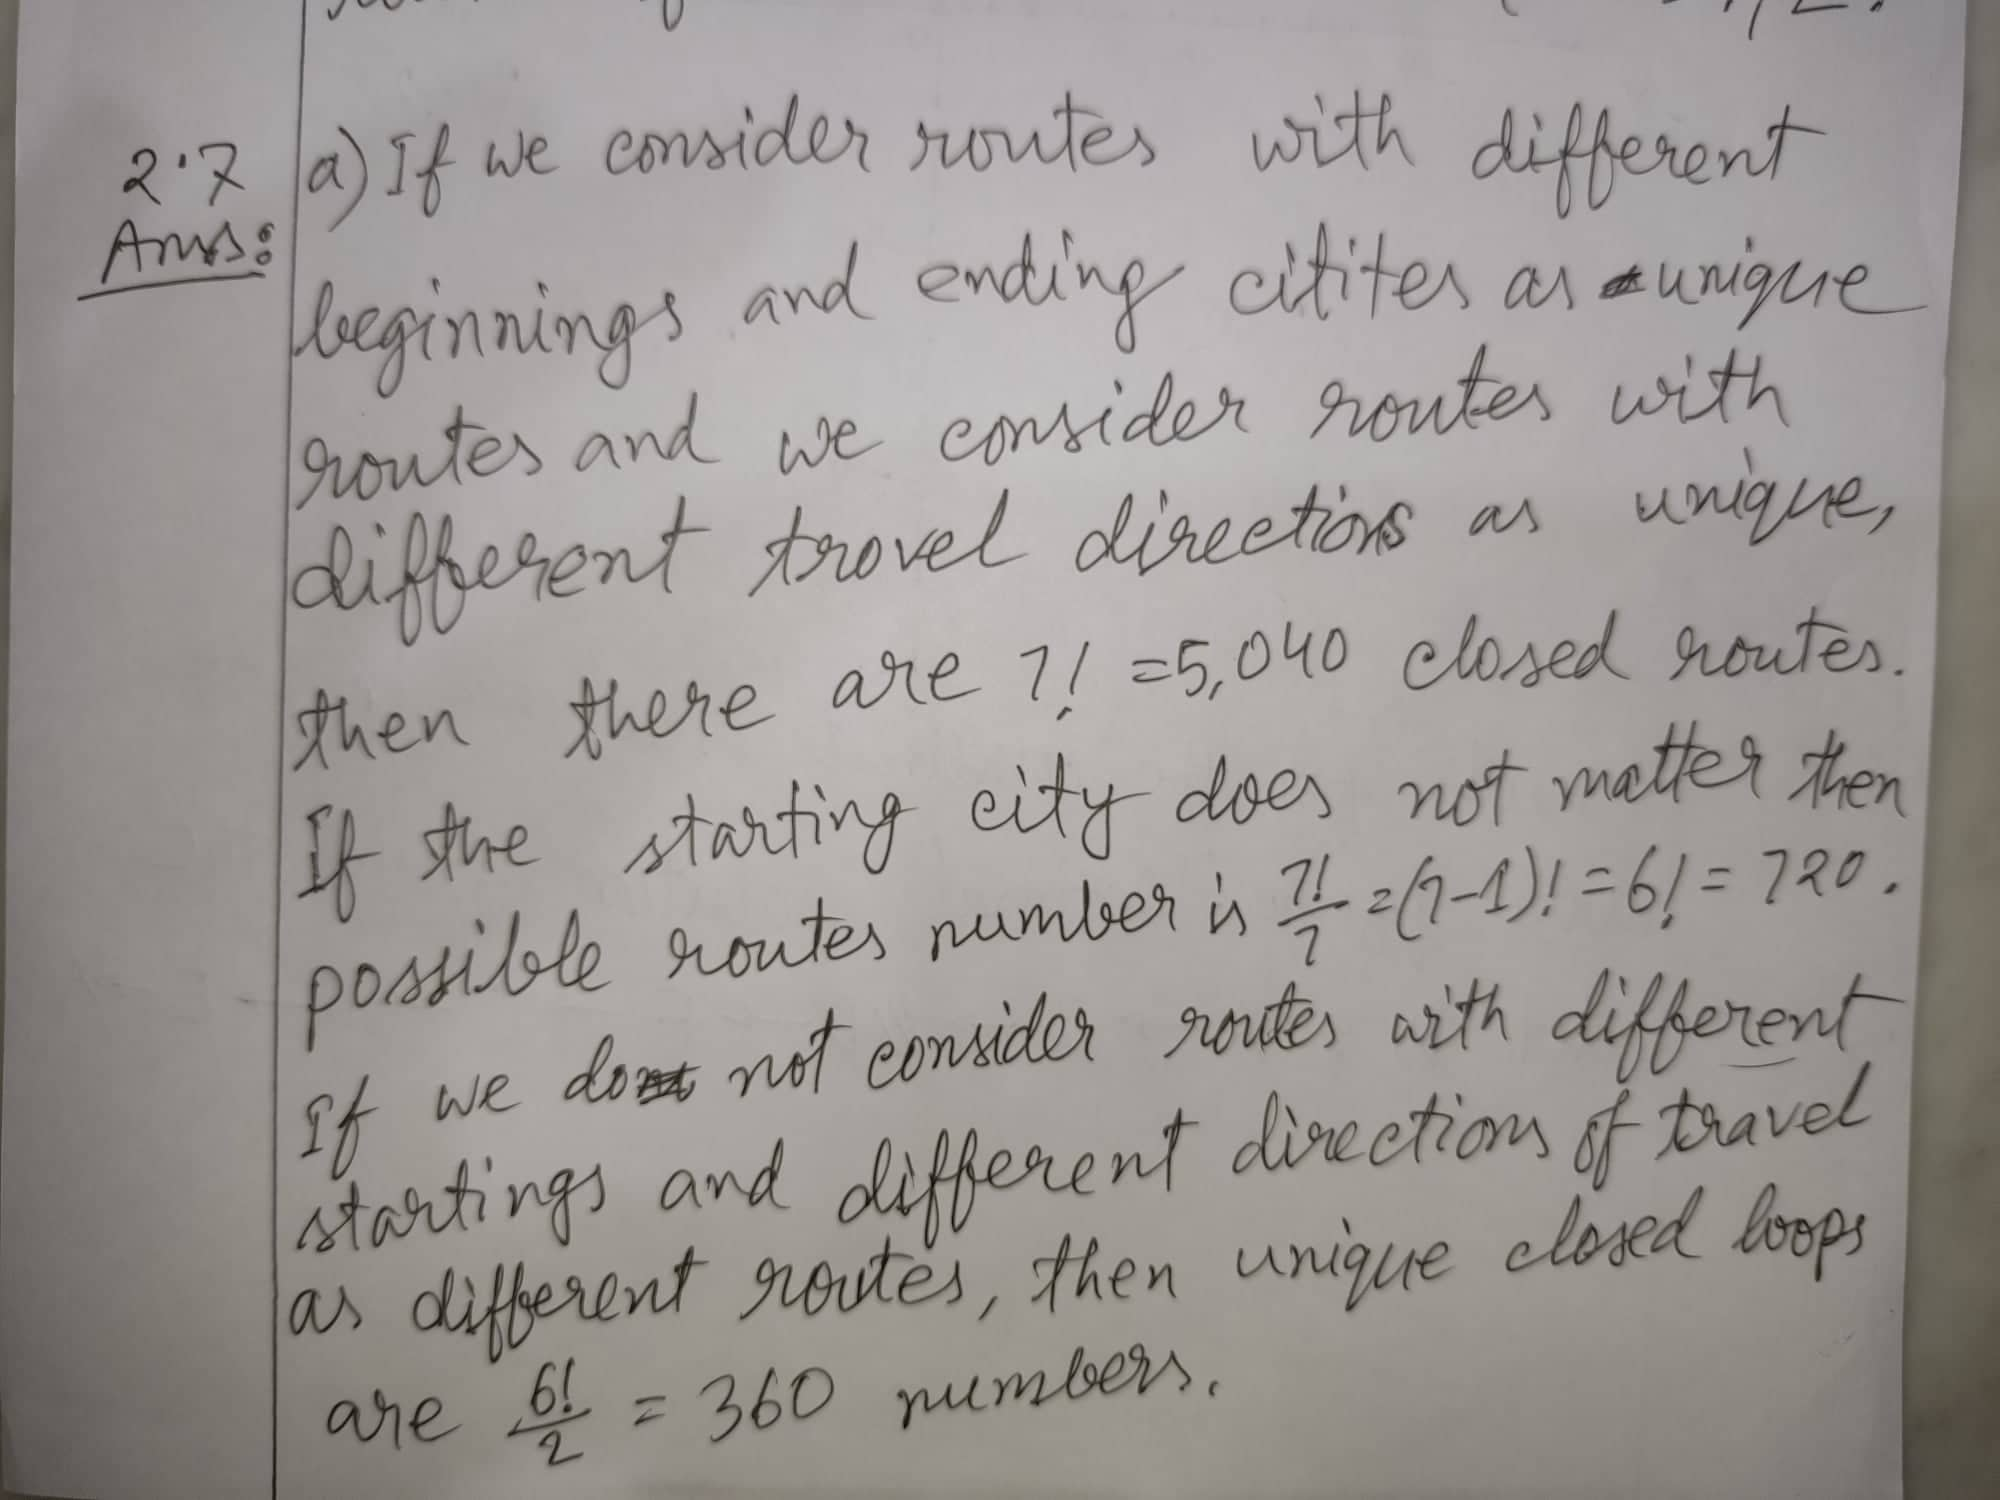 2.7 a) If we consider routes with different
Ans:
beginnings and ending citites as unique
routes and we consider routes with
different travel directions as unique,
then there are 7! = 5,040 closed routes.
If the starting city does not matter then
possible routes number is 7!/7 = (7-1)! = 6! = 720.
If we do not consider routes with different
startings and different directions of travel
as different routes, then unique closed loops
are 6!/2 = 360 numbers.